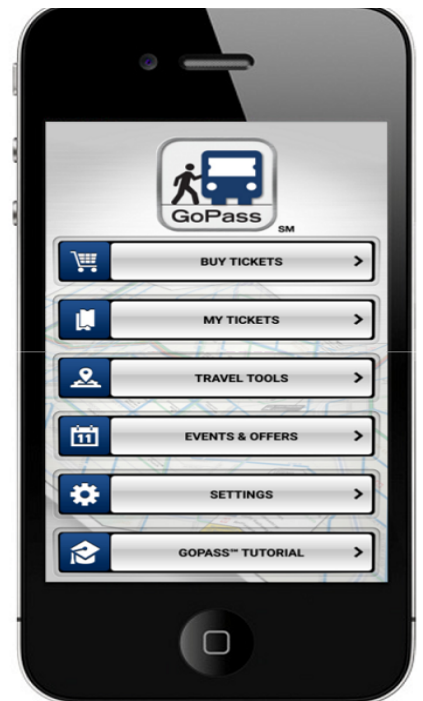 GoPass
SM
BUY TICKETS
MY TICKETS
TRAVEL TOOLS
11
EVENTS & OFFERS
SETTINGS
GOPASS℠ TUTORIAL